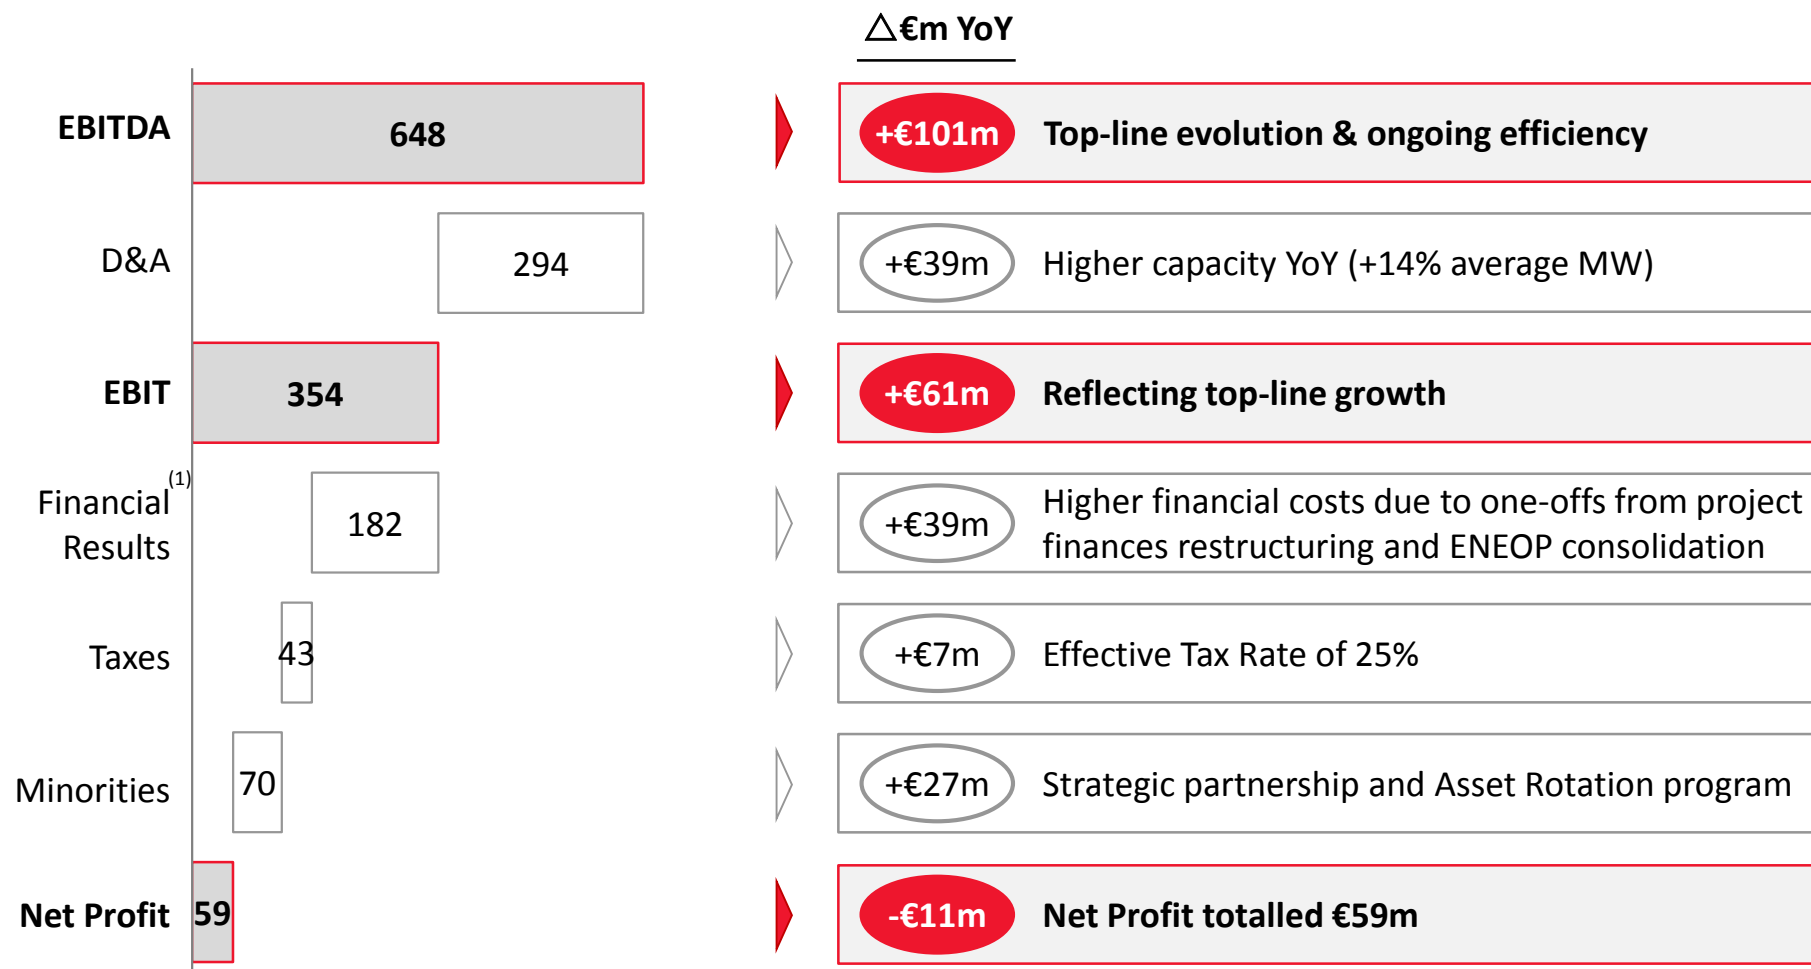 △€m YoY
EBITDA
648
+€101m
Top-line evolution & ongoing efficiency
D&A
294
+€39m
Higher capacity YoY (+14% average MW)
EBIT
354
+€61m
Reflecting top-line growth
Financial(1)
Results
182
+€39m
Higher financial costs due to one-offs from project
finances restructuring and ENEOP consolidation
Taxes
43
+€7m
Effective Tax Rate of 25%
Minorities
70
+€27m
Strategic partnership and Asset Rotation program
Net Profit
59
-€11m
Net Profit totalled €59m